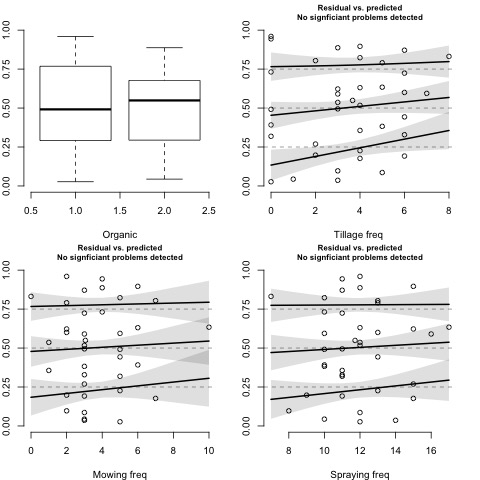 0.00 0.25 0.50 0.75 1.00
0.5 1.0 1.5 2.0 2.5
Organic
Residual vs. predicted
No signficiant problems detected
0.00 0.25 0.50 0.75 1.00
0 2 4 6 8
Tillage freq
Residual vs. predicted
No signficiant problems detected
0.00 0.25 0.50 0.75 1.00
0 2 4 6 8 10
Mowing freq
Residual vs. predicted
No signficiant problems detected
0.00 0.25 0.50 0.75 1.00
8 10 12 14 16
Spraying freq